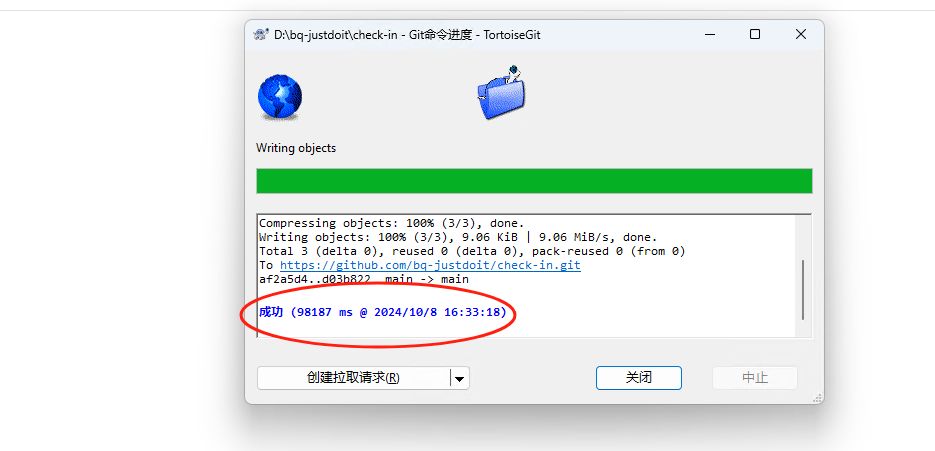 D:\bq-justdoit\check-in - Git命令进度 - TortoiseGit
Writing objects
Compressing objects: 100% (3/3), done.
Writing objects: 100% (3/3), 9.06 KiB | 9.06 MiB/s, done.
Total 3 (delta 0), reused 0 (delta 0), pack-reused 0 (from 0)
To https://github.com/bq-justdoit/check-in.git
af2a5d4..d03b822  main -> main
成功 (98187 ms @ 2024/10/8 16:33:18)
创建拉取请求(R)
关闭
中止